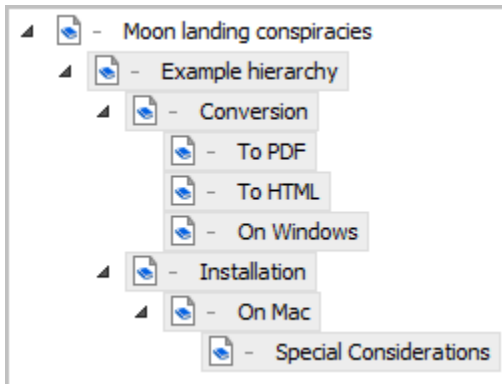 - Moon landing conspiracies
- Example hierarchy
- Conversion
- To PDF
- To HTML
- On Windows
- Installation
- On Mac
- Special Considerations